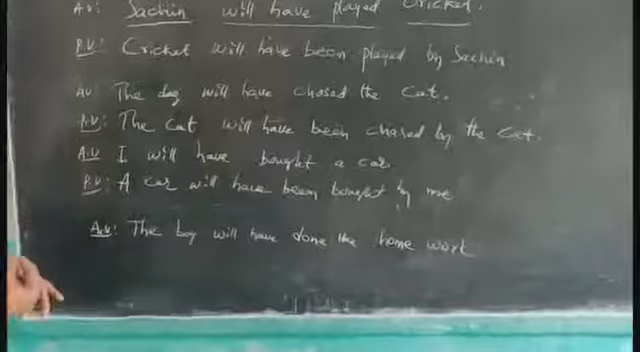 A.V: Sachin will have played Cricket.
P.V: Cricket will have been played by Sachin
AV: The dog will have chased the Cat.
P.V: The Cat will have been chased by the Cat.
A.V I will have bought a car.
P.V: A car will have been bought by me
A.V: The boy will have done the home work